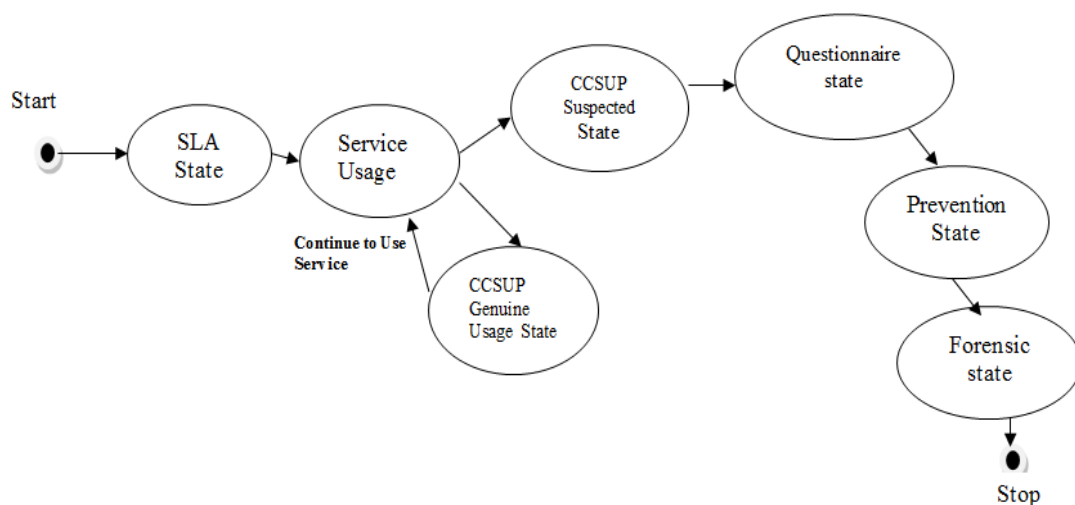 Start
SLA
State
Service
Usage
Continue to Use
Service
CCSUP
Genuine
Usage State
CCSUP
Suspected
State
Questionnaire
state
Prevention
State
Forensic
state
Stop